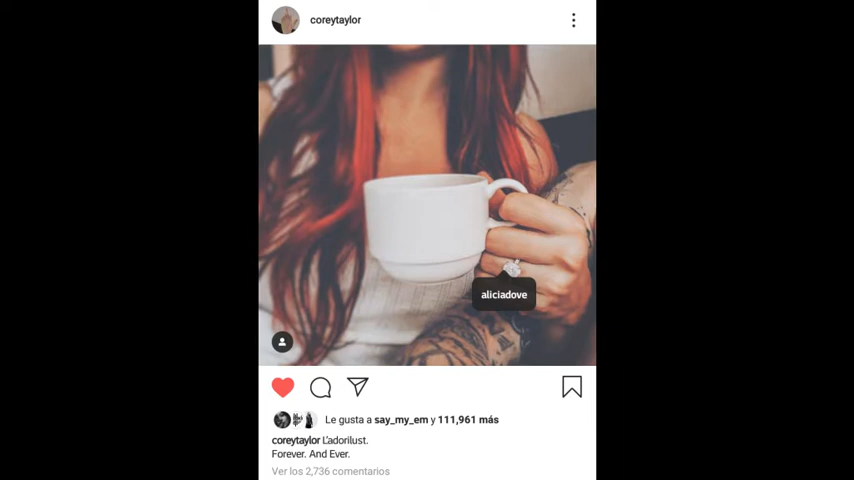 coreytaylor
aliciadove
Le gusta a say_my_em y 111,961 más
coreytaylor L'adorilust.
Forever. And Ever.
Ver los 2,736 comentarios